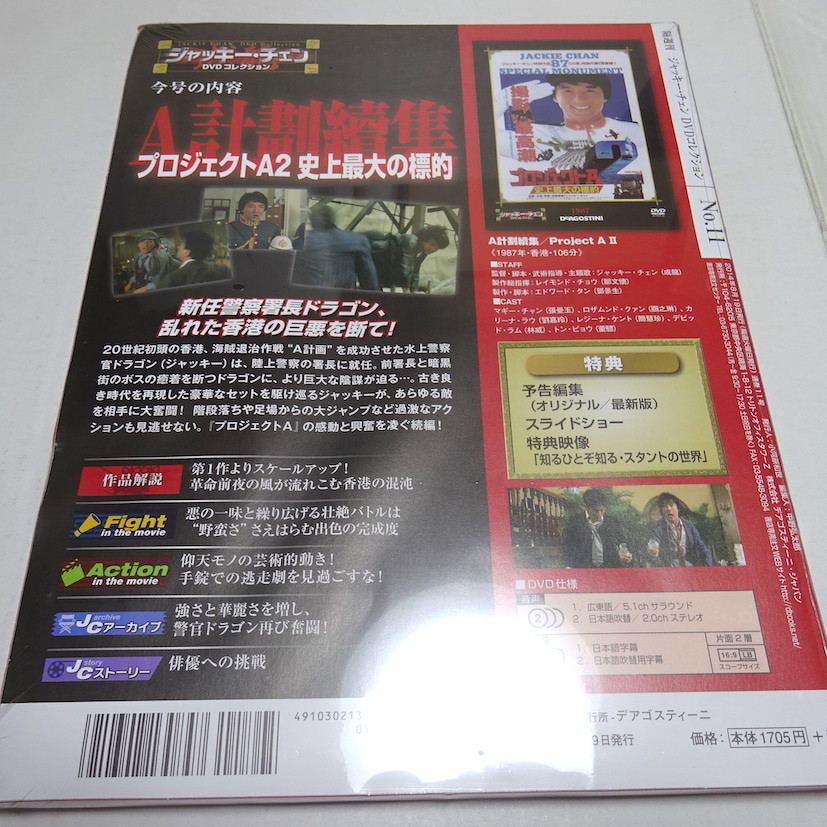 JACKIE CHAN DVD Collection
ジャッキー・チェン
DVDコレクション
今号の内容
A計劃續集
プロジェクトA2 史上最大の標的
新任警察署長ドラゴン、
乱れた香港の巨悪を断て!
20世紀初頭の香港、海賊退治作戦“A計画”を成功させた水上警察
官ドラゴン(ジャッキー)は、陸上警察の署長に就任。前署長と暗黒
街のボスの癒着を断つドラゴンに、より巨大な陰謀が迫る…。古き良
き時代を再現した豪華なセットを駆け巡るジャッキーが、あらゆる敵
を相手に大奮闘! 階段落ちや足場からの大ジャンプなど過激なアク
ションも見逃せない。『プロジェクトA』の感動と興奮を凌ぐ続編!
作品解説
第1作よりスケールアップ!
革命前夜の風が流れこむ香港の混沌
Fight
in the movie
悪の一味と繰り広げる壮絶バトルは
“野蛮さ”さえはらむ出色の完成度
Action
in the movie
仰天モノの芸術的動き!
手錠での逃走劇を見過ごすな!
archive
JCアーカイブ
強さと華麗さを増し、
警官ドラゴン再び奮闘!
story
JCストーリー
俳優への挑戦
JACKIE CHAN
87
SPECIAL MONUMENT
プロジェクトA
2
史上最大の標的
1987
DeAGOSTINI
DVD
A計劃續集/Project A II
《1987年・香港・106分》
■STAFF
監督・脚本・武術指導・主題歌:ジャッキー・チェン(成龍)
製作総指揮:レイモンド・チョウ(鄒文懐)
製作・脚本:エドワード・タン(鄧景生)
■CAST
マギー・チャン(張曼玉)、ロザムンド・クァン(關之琳)、カ
リーナ・ラウ(劉嘉玲)、レジーナ・ケント(簡慧珍)、デビッ
ド・ラム(林威)、トン・ピョウ(董驃)
特典
予告編集
(オリジナル/最新版)
スライドショー
特典映像
「知るひとぞ知る・スタントの世界」
■DVD仕様
音声
2
1. 広東語/5.1ch サラウンド
2. 日本語吹替/2.0ch ステレオ
1. 日本語字幕
2. 日本語吹替用字幕
片面2層
16:9 LB
スコープサイズ
ジャッキー・チェン DVDコレクション
No.11
49103021
行所-デアゴスティーニ
9日発行
価格:本体1705円+